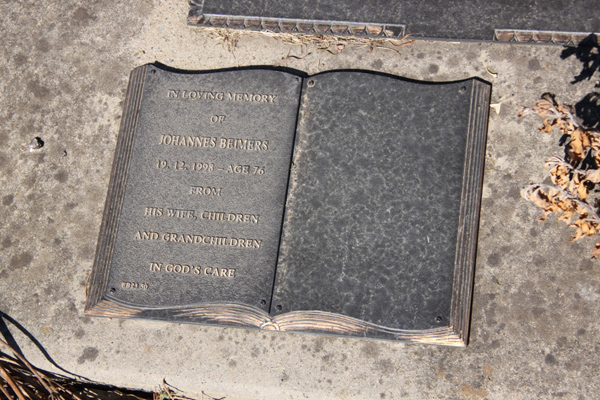 IN LOVING MEMORY
OF
JOHANNES BEIMERS
19. 12. 1998 – AGE 76
FROM
HIS WIFE, CHILDREN
AND GRANDCHILDREN
IN GOD'S CARE